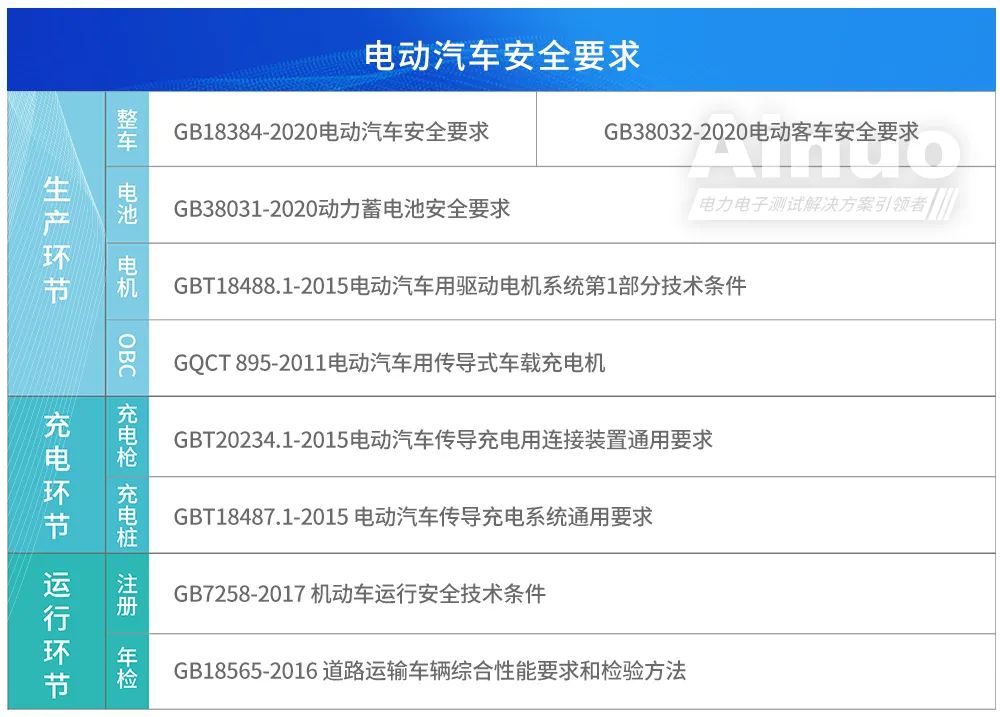 电动汽车安全要求
生产环节
整车
GB18384-2020电动汽车安全要求
GB38032-2020电动客车安全要求
Ainuo
电力电子测试解决方案引领者
电池
GB38031-2020动力蓄电池安全要求
电机
GBT18488.1-2015电动汽车用驱动电机系统第1部分技术条件
OBC
GQCT 895-2011电动汽车用传导式车载充电机
充电环节
充电枪
GBT20234.1-2015电动汽车传导充电用连接装置通用要求
充电桩
GBT18487.1-2015 电动汽车传导充电系统通用要求
运行环节
注册
GB7258-2017 机动车运行安全技术条件
年检
GB18565-2016 道路运输车辆综合性能要求和检验方法